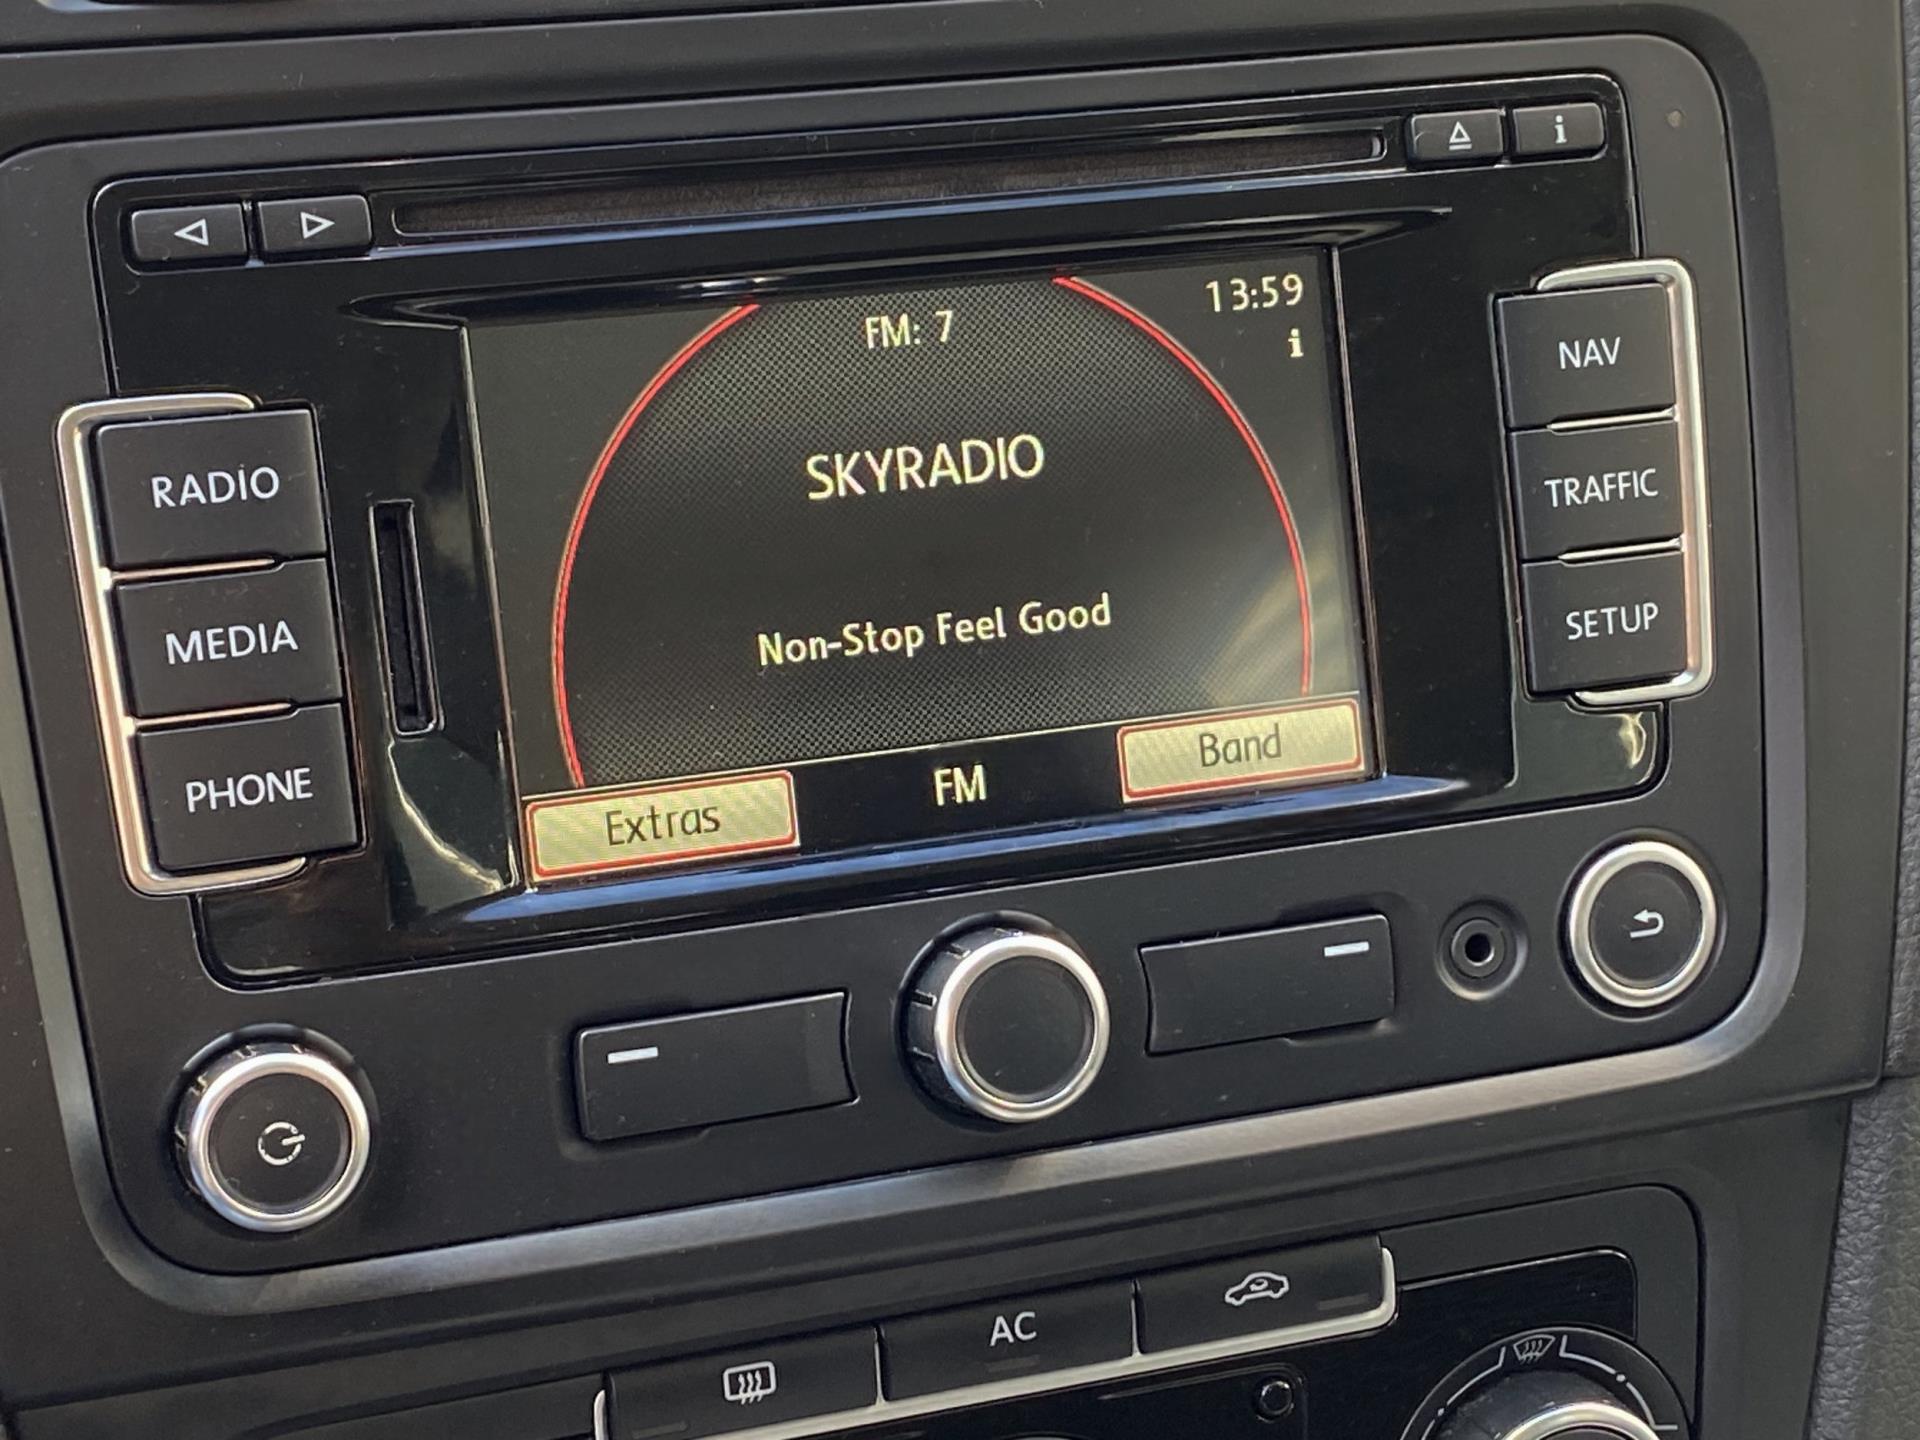 i
13:59
FM: 7
i
NAV
SKYRADIO
RADIO
TRAFFIC
Non-Stop Feel Good
MEDIA
SETUP
PHONE
Extras
FM
Band
AC